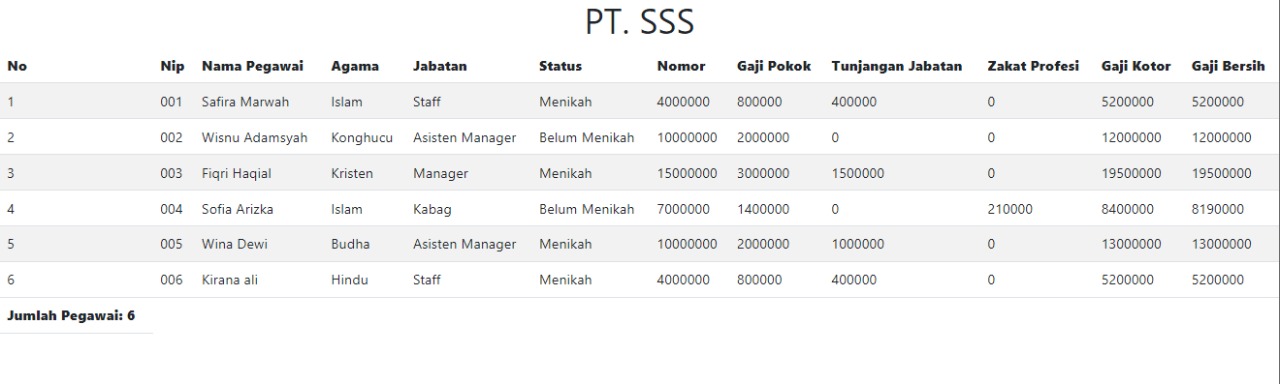 PT. SSS
No Nip Nama Pegawai Agama Jabatan Status Nomor Gaji Pokok Tunjangan Jabatan Zakat Profesi Gaji Kotor Gaji Bersih
1 001 Safira Marwah Islam Staff Menikah 4000000 800000 400000 0 5200000 5200000
2 002 Wisnu Adamsyah Konghucu Asisten Manager Belum Menikah 10000000 2000000 0 0 12000000 12000000
3 003 Fiqri Haqial Kristen Manager Menikah 15000000 3000000 1500000 0 19500000 19500000
4 004 Sofia Arizka Islam Kabag Belum Menikah 7000000 1400000 0 210000 8400000 8190000
5 005 Wina Dewi Budha Asisten Manager Menikah 10000000 2000000 1000000 0 13000000 13000000
6 006 Kirana ali Hindu Staff Menikah 4000000 800000 400000 0 5200000 5200000
Jumlah Pegawai: 6